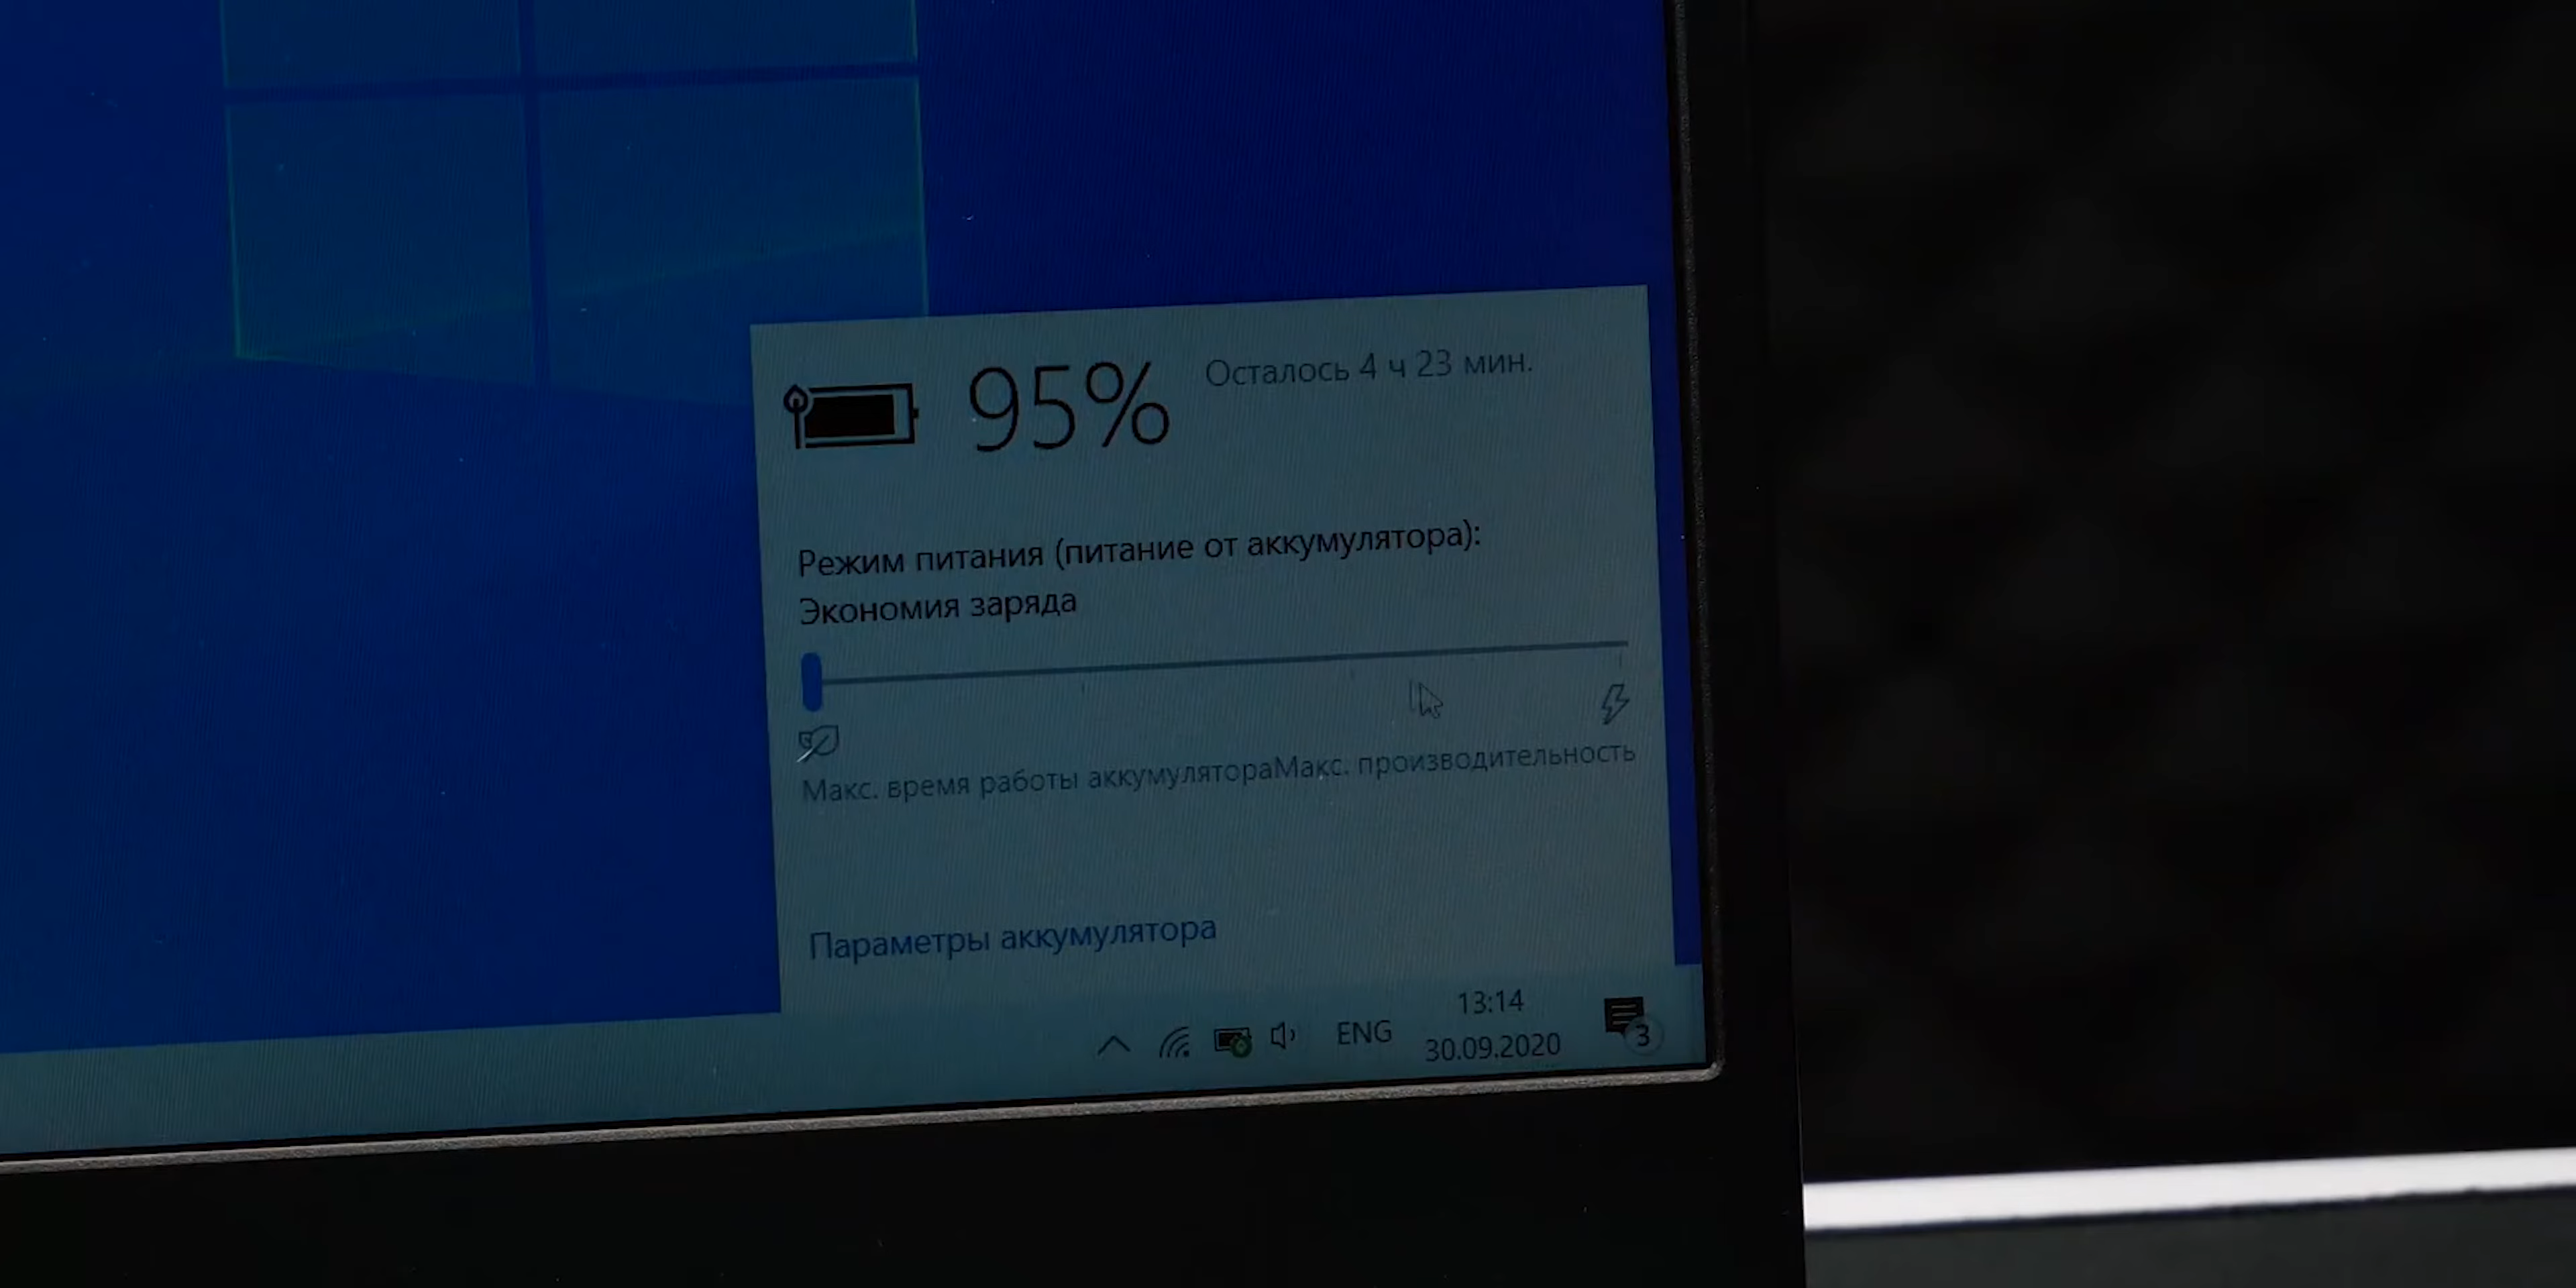 95% Осталось 4 ч 23 мин.
Режим питания (питание от аккумулятора):
Экономия заряда
Макс. время работы аккумулятораМакс. производительность
Параметры аккумулятора
13:14
ENG
30.09.2020
3